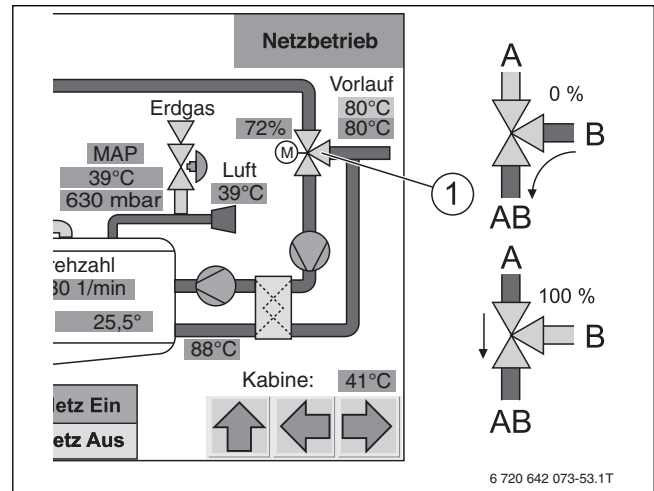 Netzbetrieb
Vorlauf
80°C
80°C
Erdgas
72%
M
MAP
39°C
630 mbar
Luft
39°C
1
rehzahl
30 1/min
25,5°
88°C
Kabine: 41°C
etz Ein
etz Aus
A
0 %
B
AB
A
100 %
B
AB
6 720 642 073-53.1T